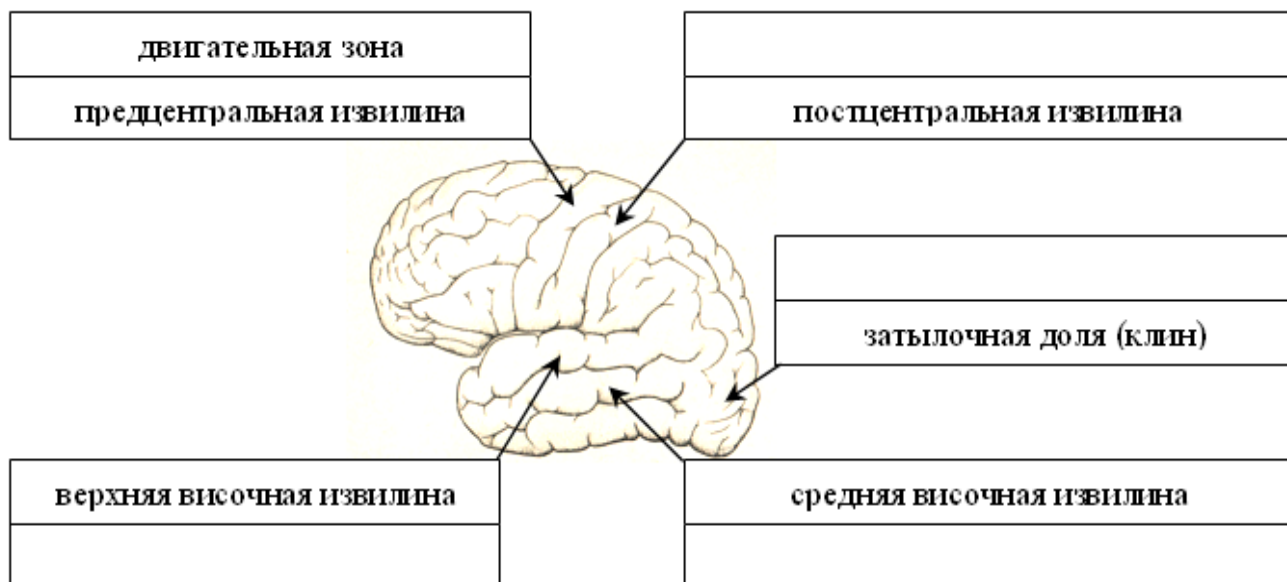 двигательная зона
предцентральная извилина
постцентральная извилина
затылочная доля (клин)
верхняя височная извилина
средняя височная извилина